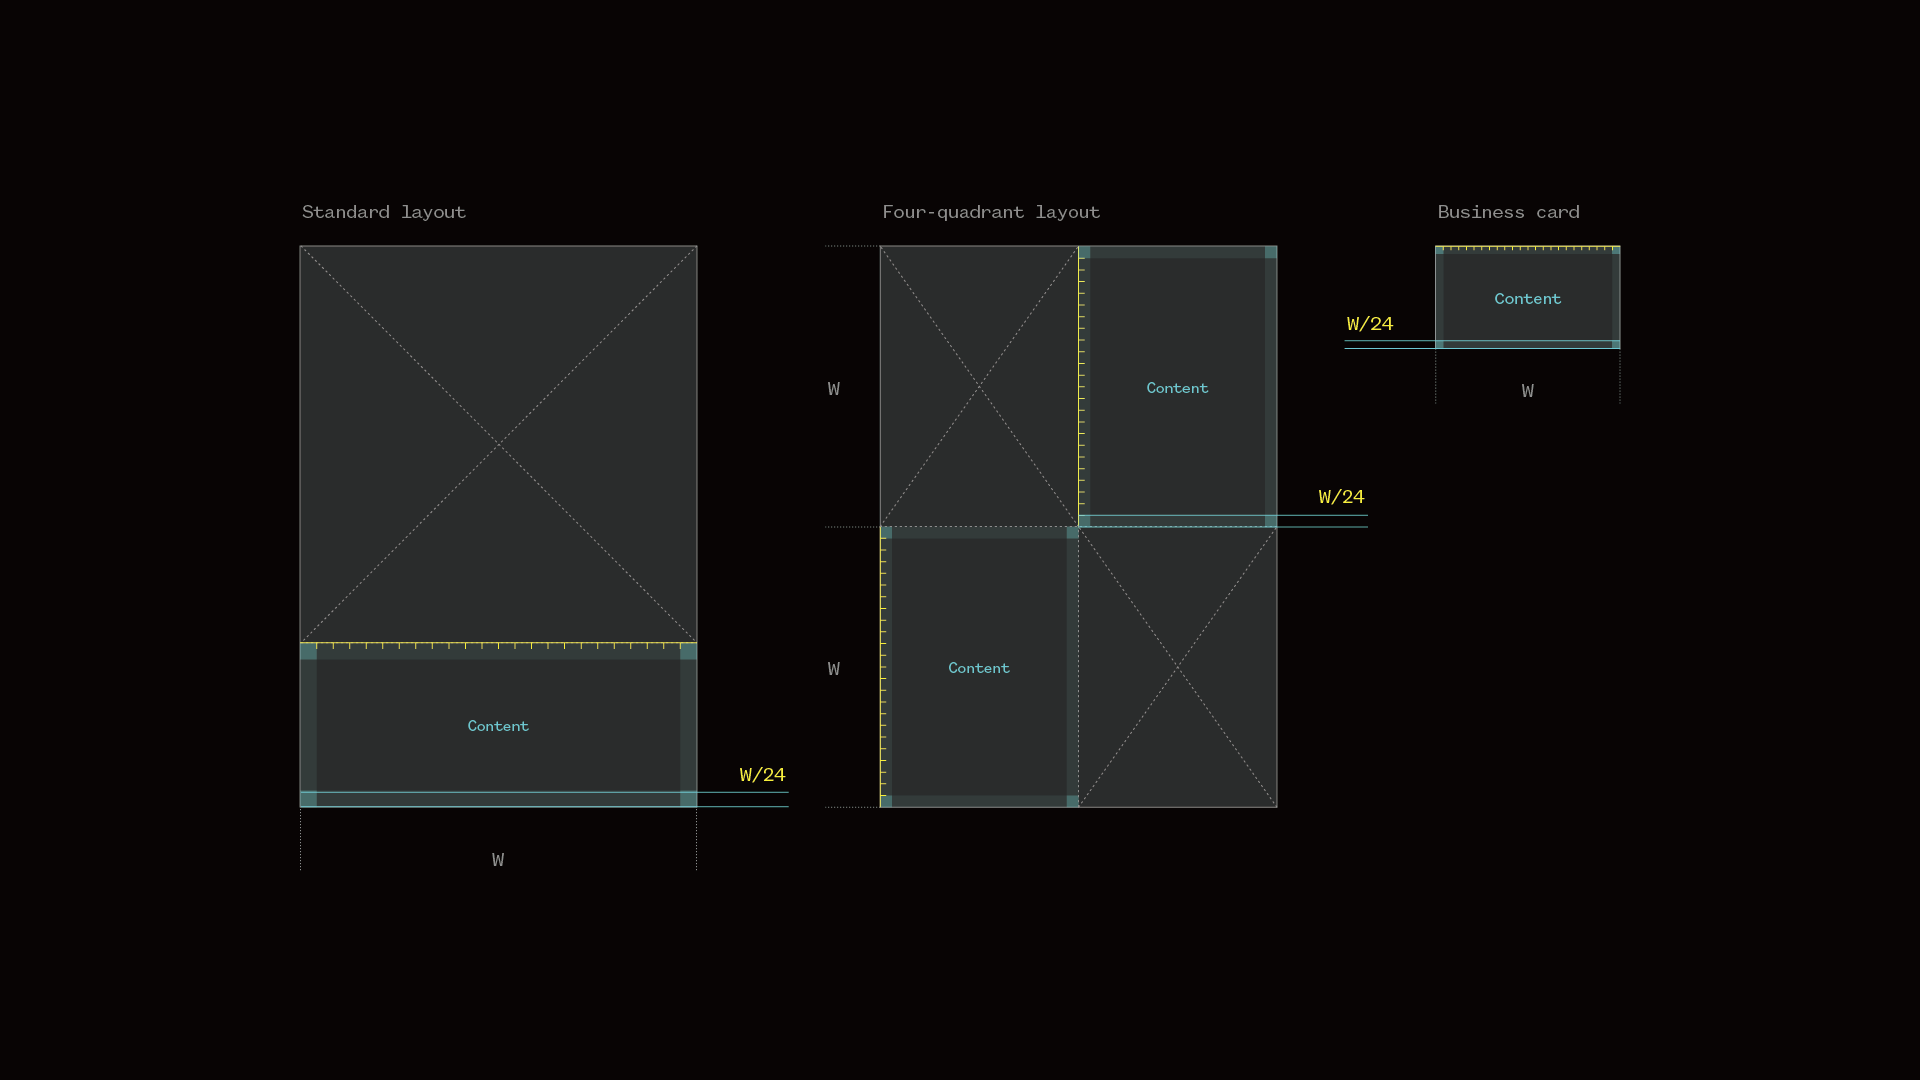 Standard layout
Content
W/24
W
Four-quadrant layout
W
Content
W/24
W
Content
Business card
Content
W/24
W